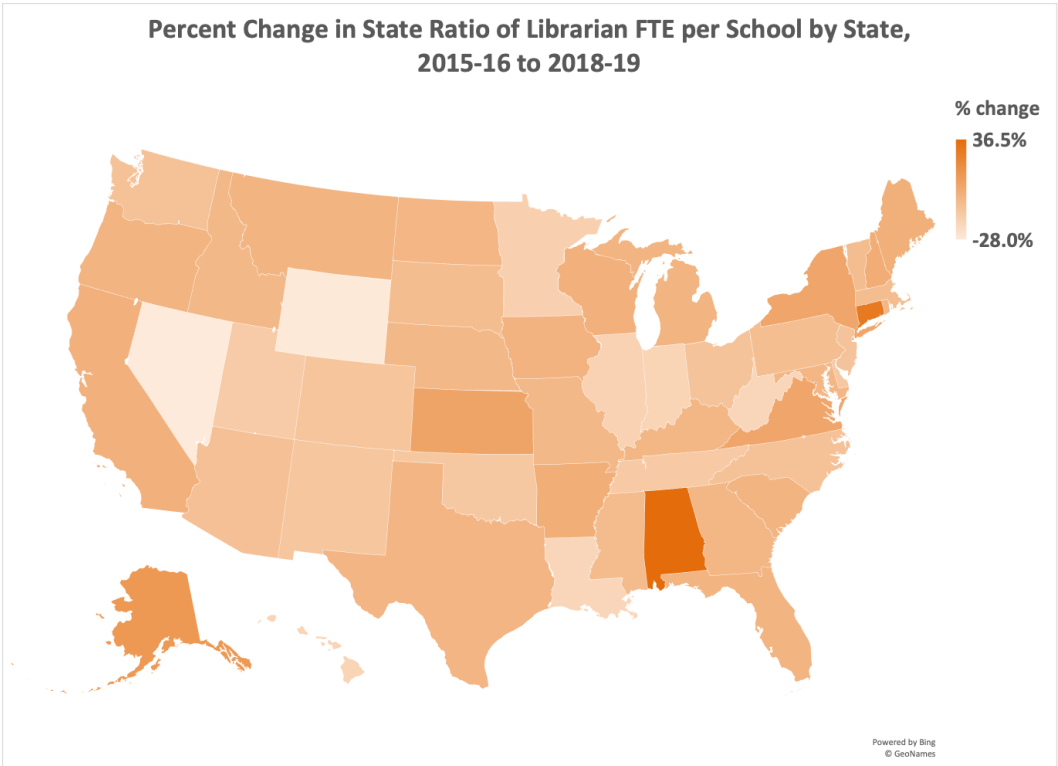 Percent Change in State Ratio of Librarian FTE per School by State,
2015-16 to 2018-19
% change
36.5%
-28.0%
Powered by Bing
© GeoNames